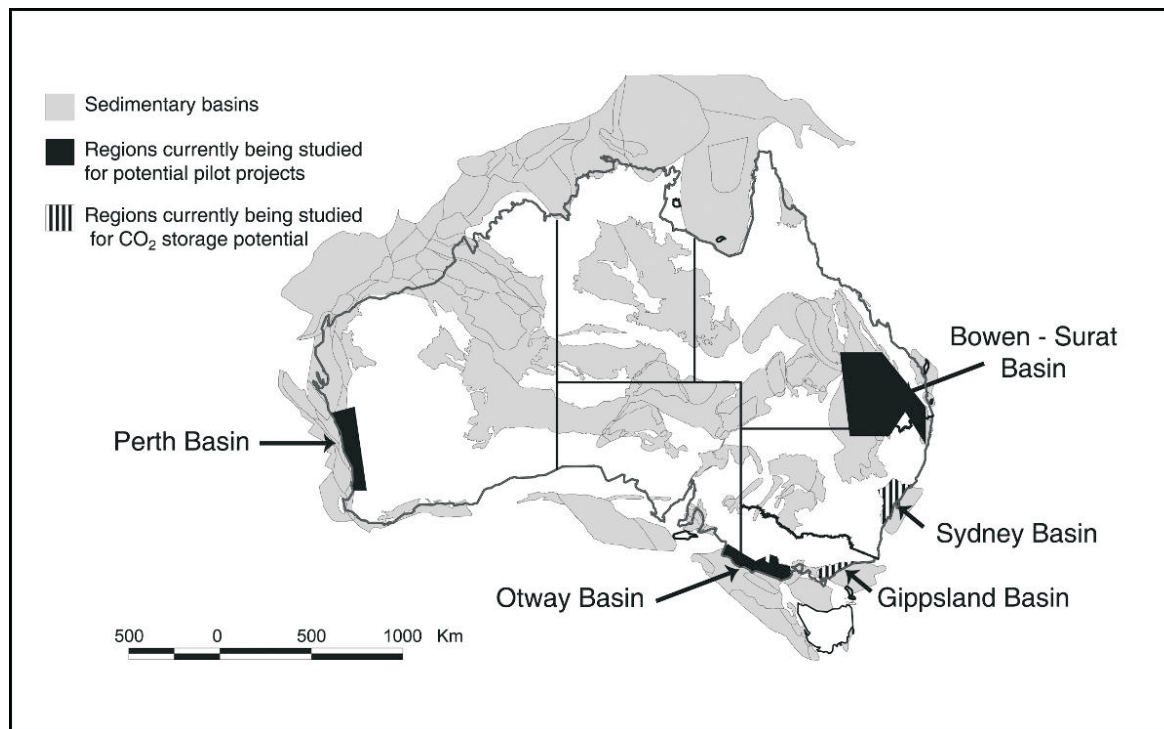 Sedimentary basins
Regions currently being studied
for potential pilot projects
Regions currently being studied
for CO₂ storage potential
Bowen - Surat
Basin
Perth Basin
Sydney Basin
Otway Basin
Gippsland Basin
500 0 500 1000 Km